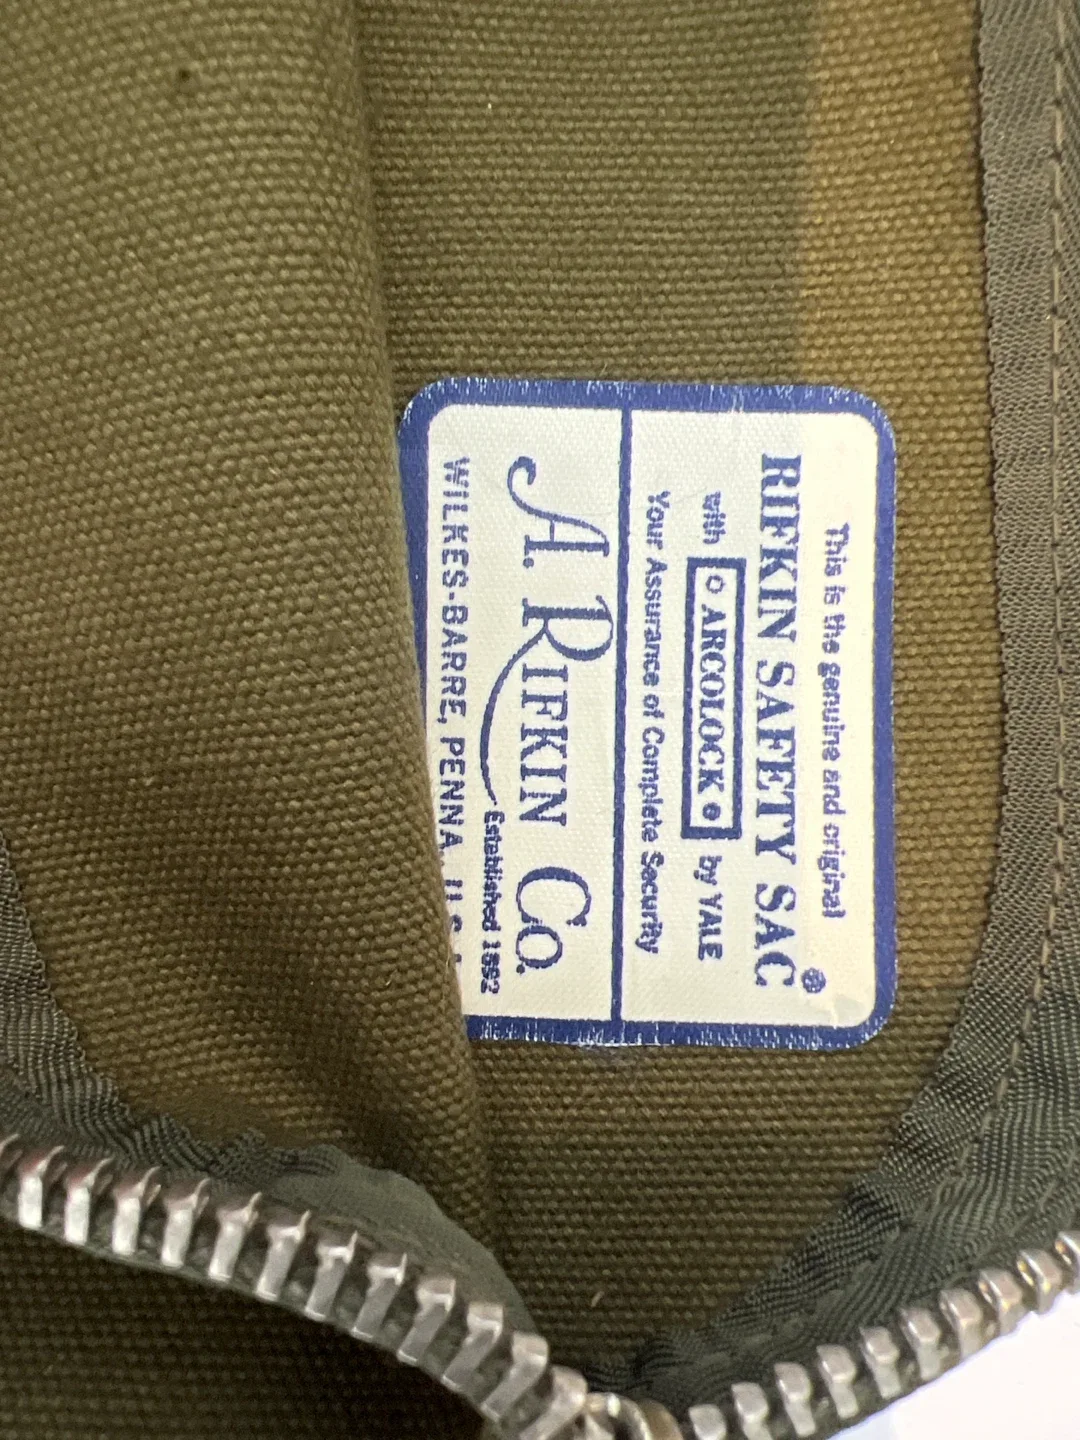 This is the genuine and original
RIFKIN SAFETY SAC®
with ARCOLOCK by YALE
Your Assurance of Complete Security
A. RIFKIN CO.
Established 1892
WILKES-BARRE, PENNA., U.S.A.